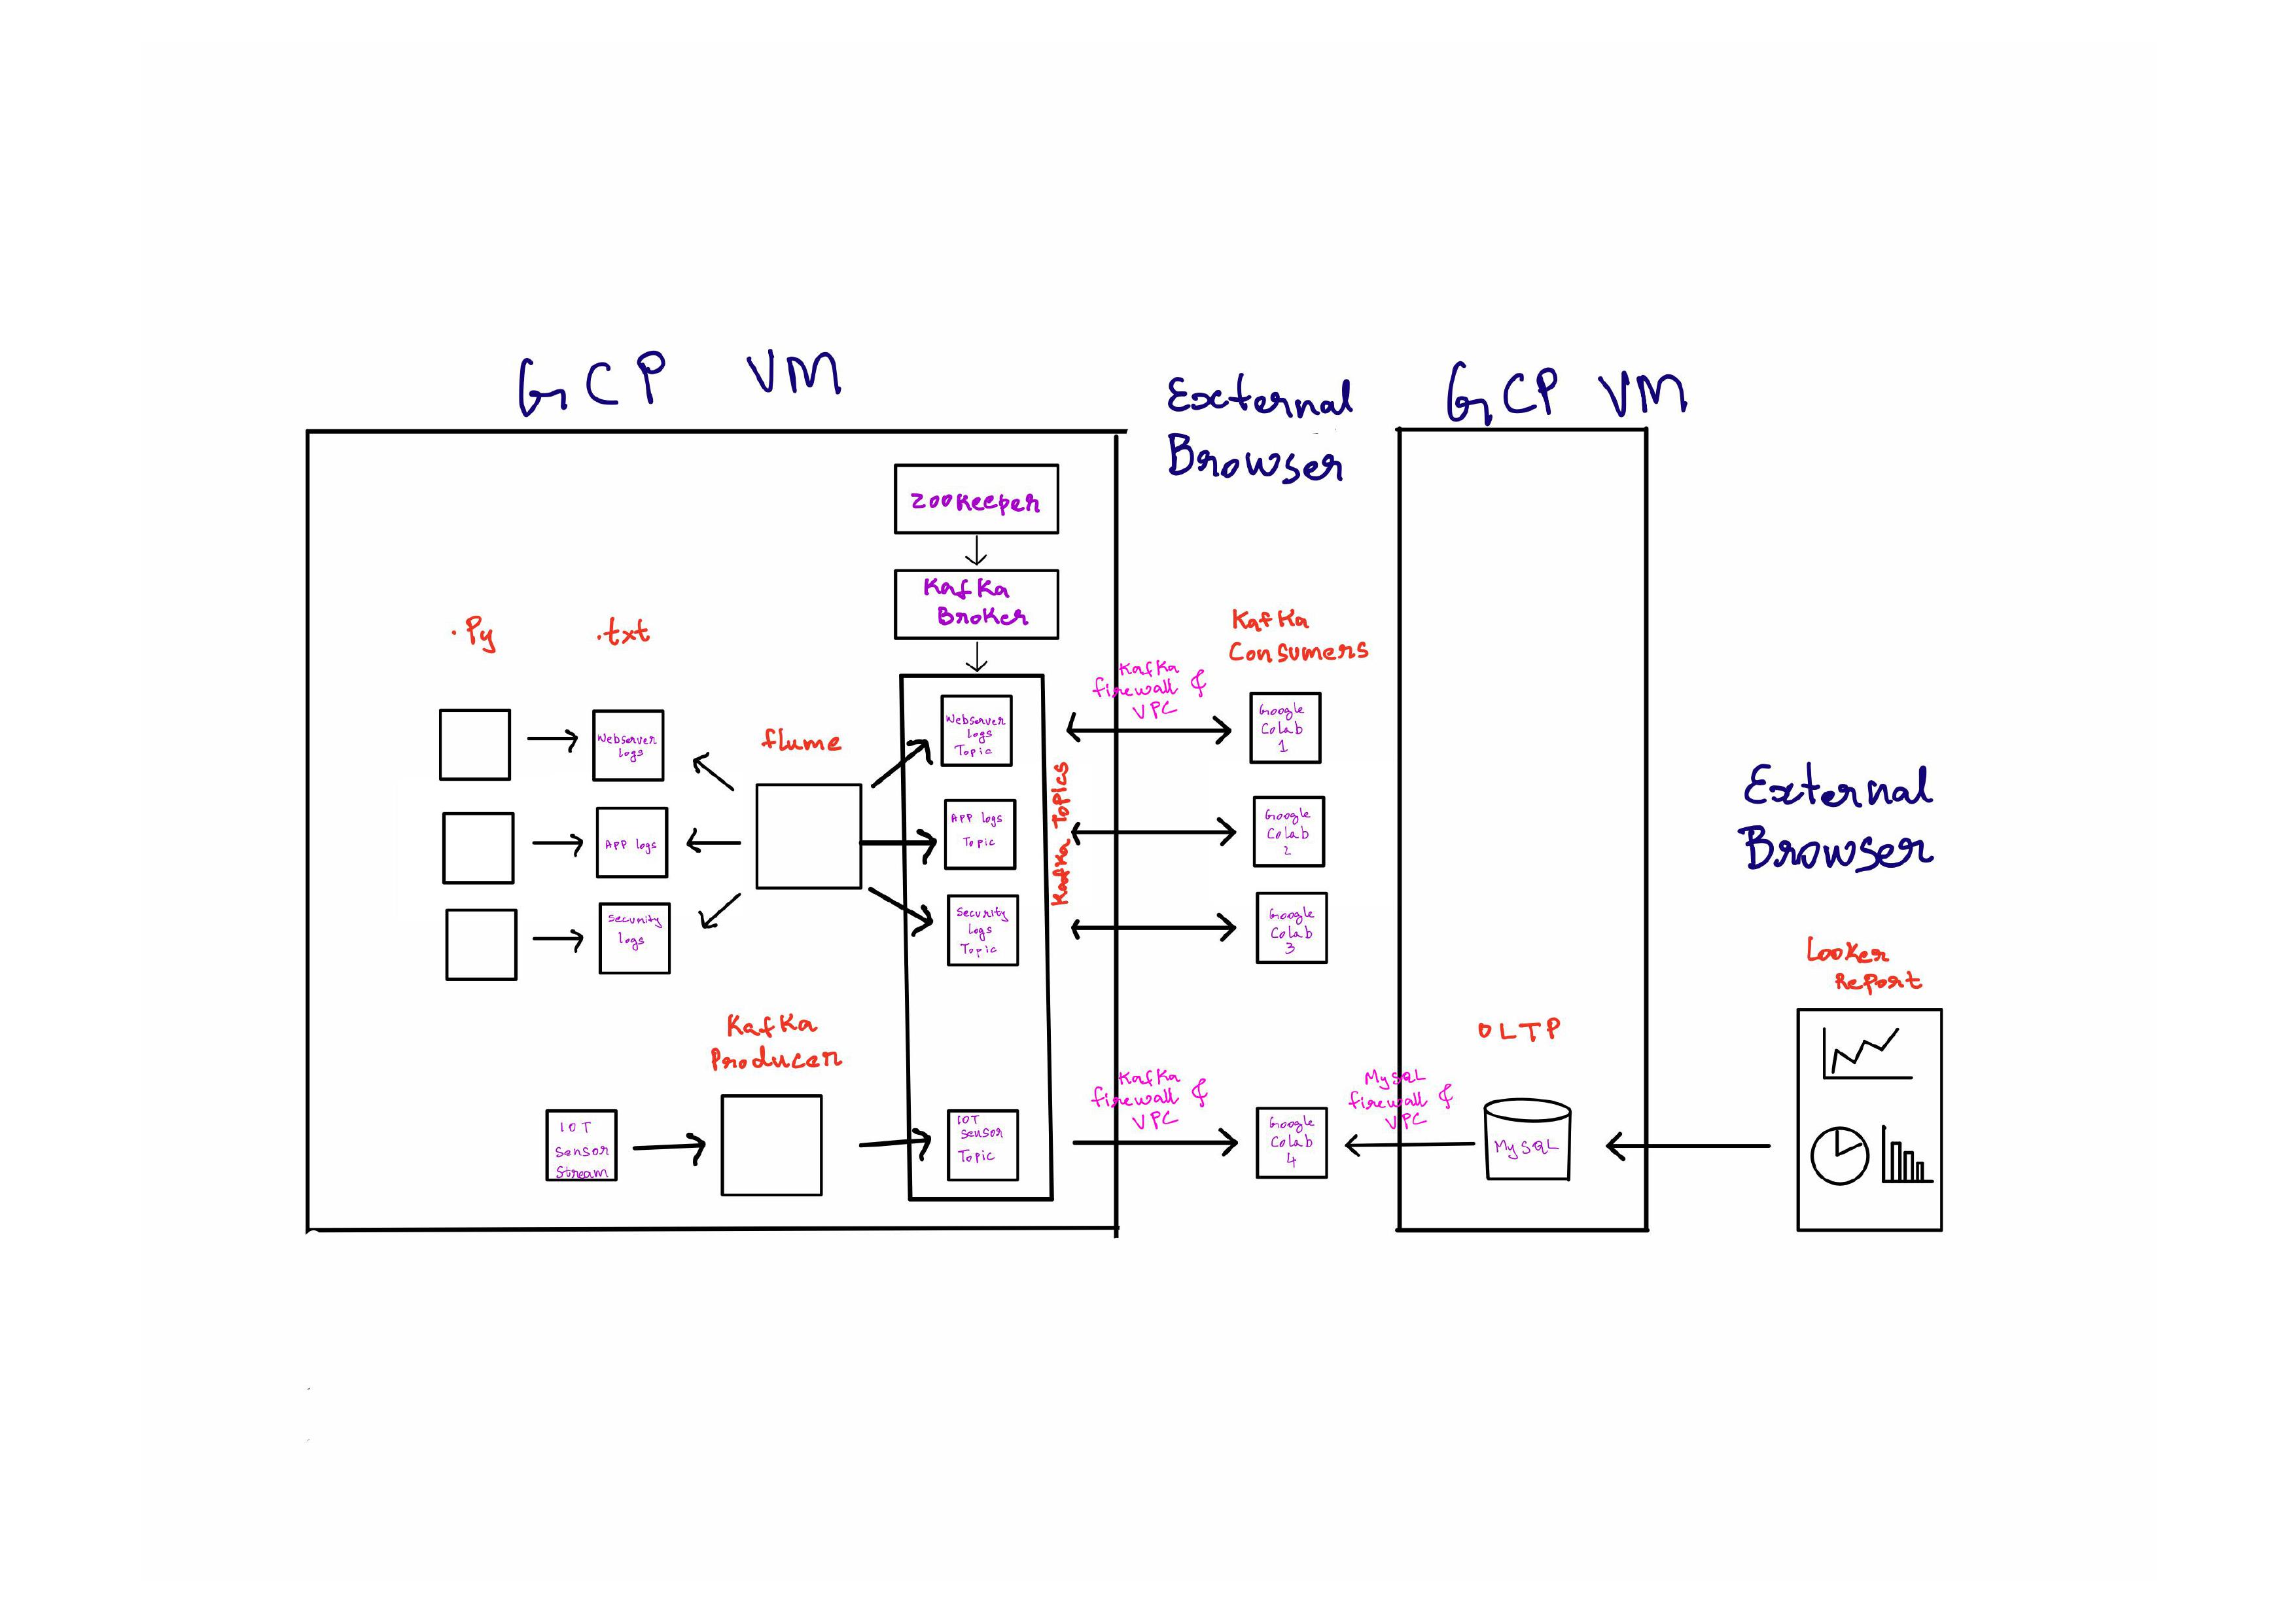 GCP VM
External
Browser
GCP VM
Zookeeper
Kafka
Broker
.Py
.txt
Kafka
Consumers
Kafka
firewall &
VPC
Webserver
logs
Webserver
logs
Topic
Google
Colab
1
flume
Kafka Topics
APP logs
APP logs
Topic
Google
Colab
2
External
Browser
Security
logs
Security
logs
Topic
Google
Colab
3
Looker
Report
Kafka
Producer
OLTP
Kafka
firewall &
VPC
MySQL
firewall &
VPC
IOT
Sensor
Stream
IOT
Sensor
Topic
Google
Colab
4
MySQL